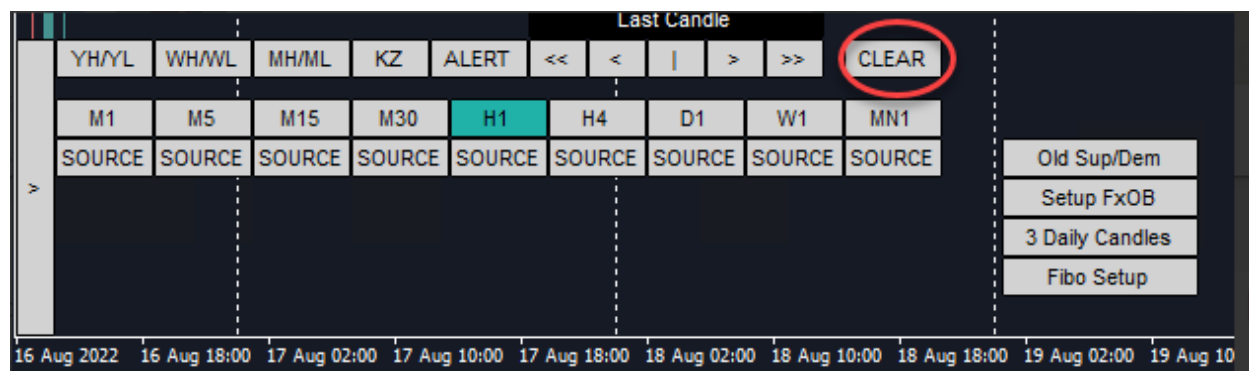 Last Candle
YH/YL WH/WL MH/ML KZ ALERT << < | > >> CLEAR
M1 M5 M15 M30 H1 H4 D1 W1 MN1
SOURCE SOURCE SOURCE SOURCE SOURCE SOURCE SOURCE SOURCE SOURCE Old Sup/Dem
> Setup FxOB
3 Daily Candles
Fibo Setup
16 Aug 2022 16 Aug 18:00 17 Aug 02:00 17 Aug 10:00 17 Aug 18:00 18 Aug 02:00 18 Aug 10:00 18 Aug 18:00 19 Aug 02:00 19 Aug 10